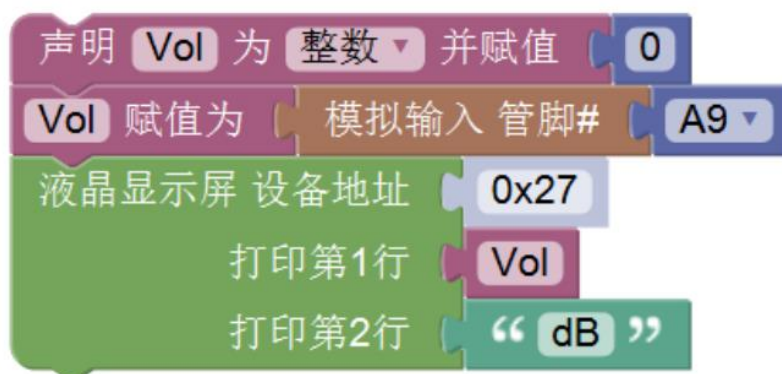 声明 Vol 为 整数 并赋值 0
Vol 赋值为 模拟输入 管脚# A9
液晶显示屏 设备地址 0x27
打印第1行 Vol
打印第2行 “ dB ”